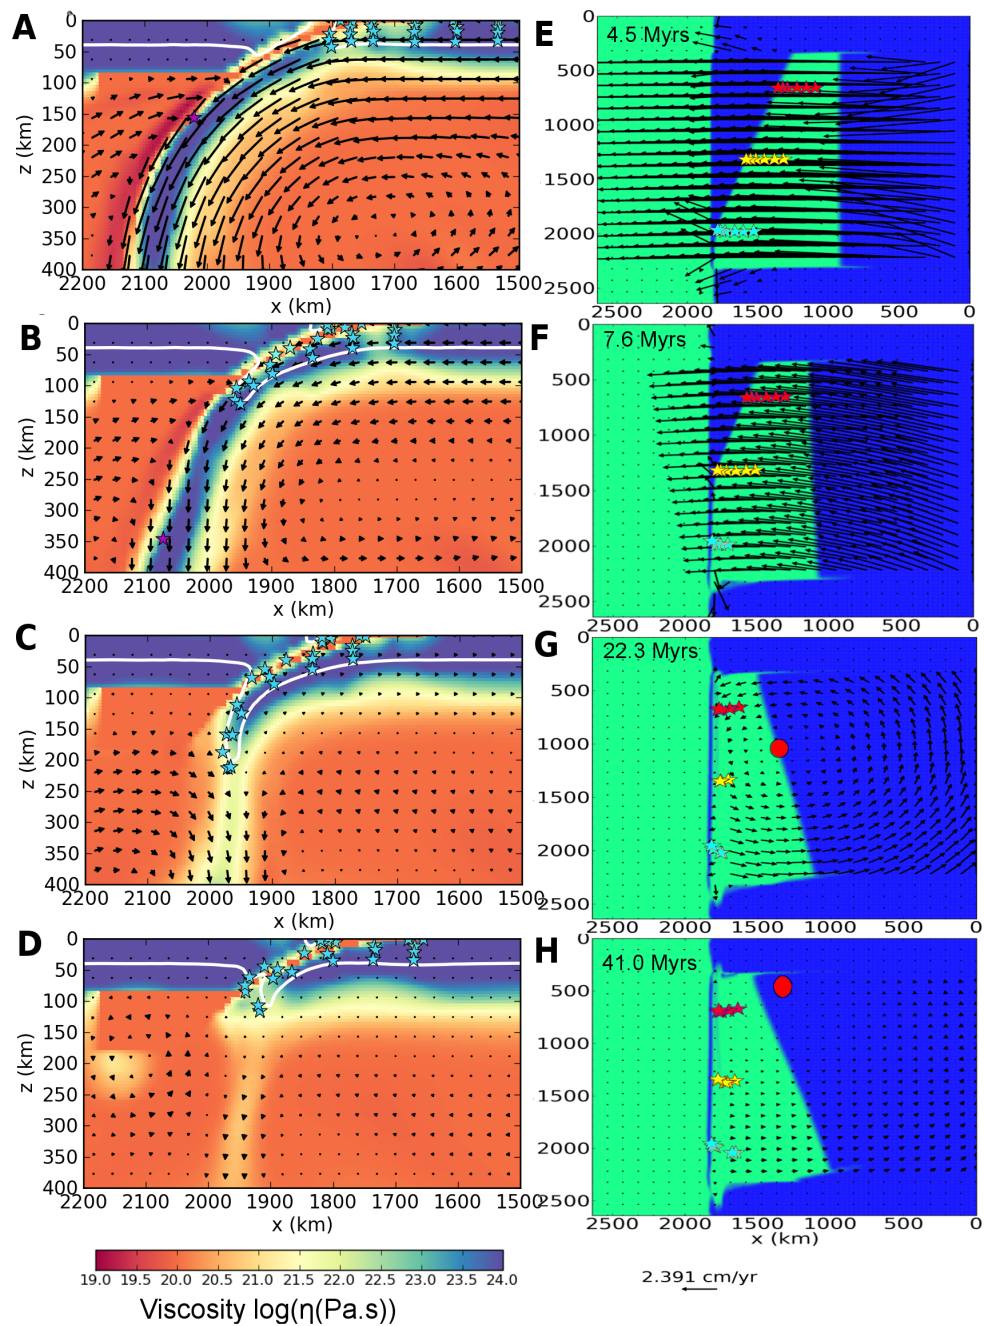 A
0
50
100
150
200
250
300
350
400
z (km)
2200 2100 2000 1900 1800 1700 1600 1500
x (km)
E
4.5 Myrs
0
500
1000
1500
2000
2500
2500 2000 1500 1000 500 0
B
0
50
100
150
200
250
300
350
400
z (km)
2200 2100 2000 1900 1800 1700 1600 1500
x (km)
F
7.6 Myrs
0
500
1000
1500
2000
2500
2500 2000 1500 1000 500 0
C
0
50
100
150
200
250
300
350
400
z (km)
2200 2100 2000 1900 1800 1700 1600 1500
x (km)
G
22.3 Myrs
0
500
1000
1500
2000
2500
2500 2000 1500 1000 500 0
D
0
50
100
150
200
250
300
350
400
z (km)
2200 2100 2000 1900 1800 1700 1600 1500
x (km)
H
41.0 Myrs
0
500
1000
1500
2000
2500
2500 2000 1500 1000 500 0
x (km)
19.0 19.5 20.0 20.5 21.0 21.5 22.0 22.5 23.0 23.5 24.0
Viscosity log(η(Pa.s))
2.391 cm/yr